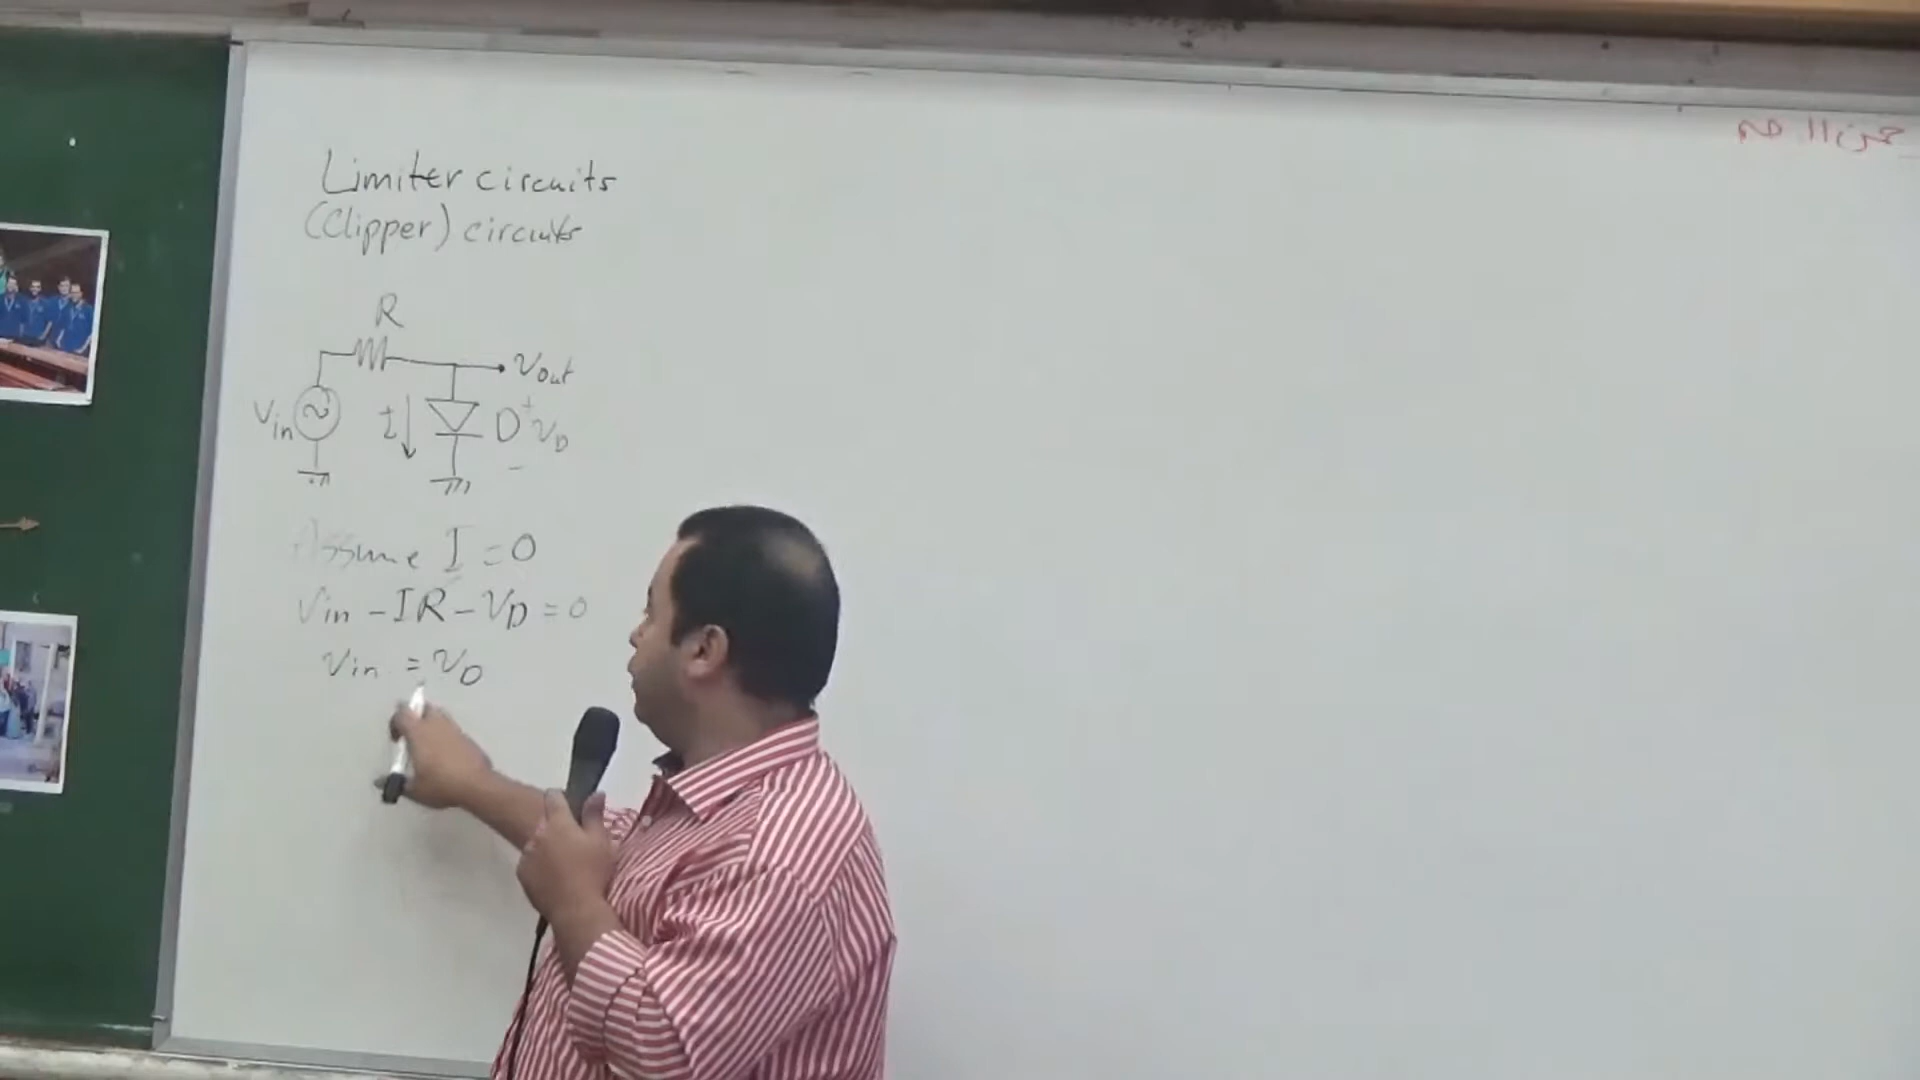 Limiter circuits
(Clipper) circuits
R
Vout
Vin
I
D
+
VD
-
Assume I = 0
Vin - IR - VD = 0
Vin = VD